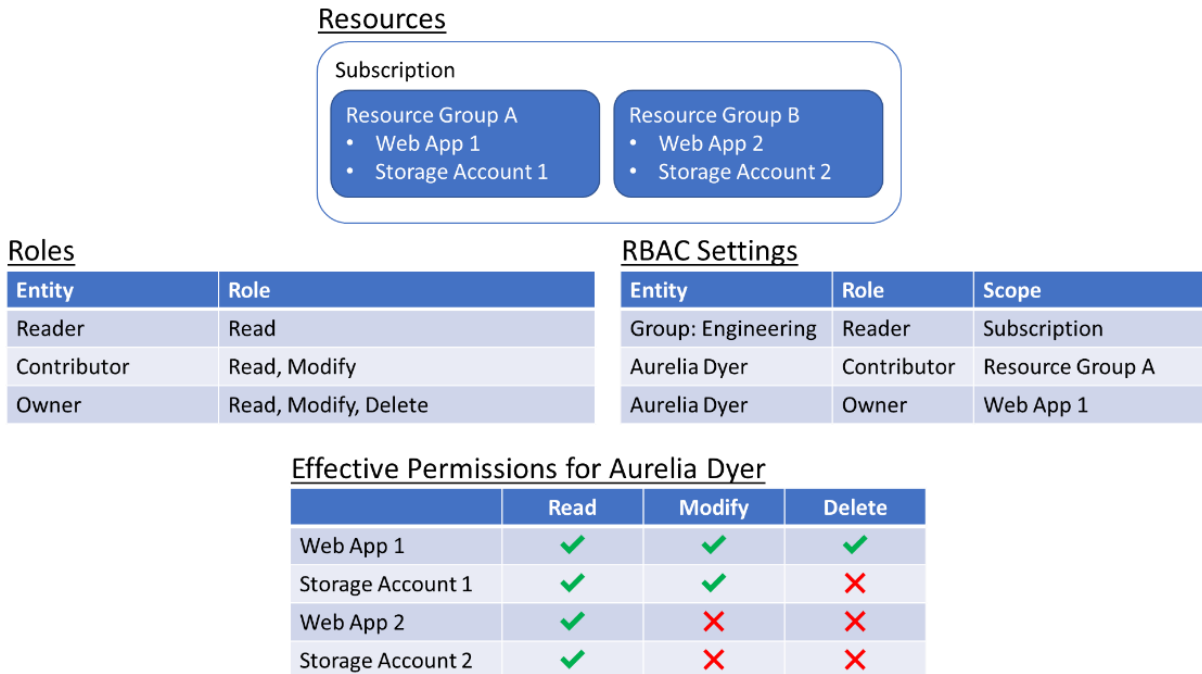 Resources
Subscription
Resource Group A
• Web App 1
• Storage Account 1
Resource Group B
• Web App 2
• Storage Account 2
Roles
Entity Role
Reader Read
Contributor Read, Modify
Owner Read, Modify, Delete
RBAC Settings
Entity Role Scope
Group: Engineering Reader Subscription
Aurelia Dyer Contributor Resource Group A
Aurelia Dyer Owner Web App 1
Effective Permissions for Aurelia Dyer
Read Modify Delete
Web App 1 ✓ ✓ ✓
Storage Account 1 ✓ ✓ ✕
Web App 2 ✓ ✕ ✕
Storage Account 2 ✓ ✕ ✕